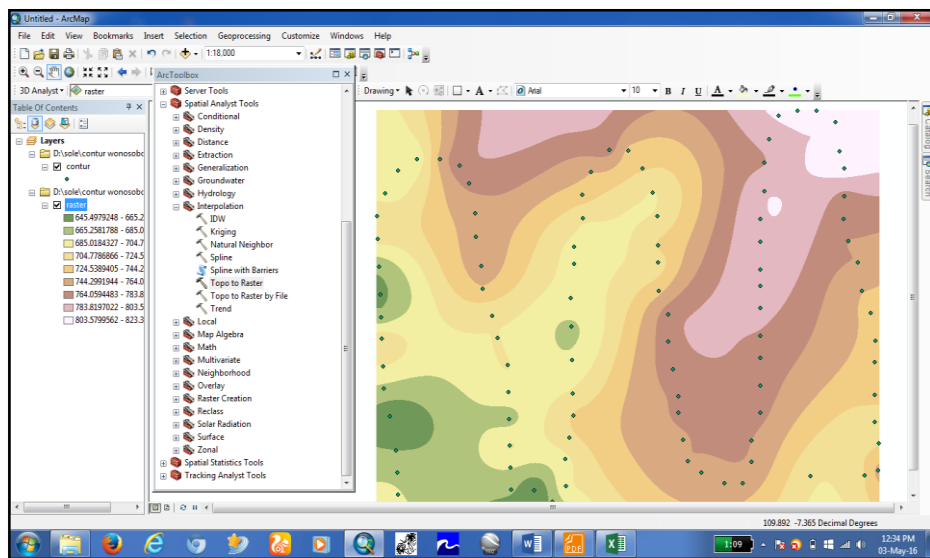 Untitled - ArcMap
File Edit View Bookmarks Insert Selection Geoprocessing Customize Windows Help
1:18,000
ArcToolbox
3D Analyst raster
Drawing Arial 10 B I U A
Table Of Contents
Layers
D:\sole\contur wonosobo
contur
D:\sole\contur wonosobo
raster
645.4979248 - 665.2
665.2581788 - 685.0
685.0184327 - 704.7
704.7786866 - 724.5
724.5389405 - 744.2
744.2991944 - 764.0
764.0594483 - 783.8
783.8197022 - 803.5
803.5799562 - 823.3
Server Tools
Spatial Analyst Tools
Conditional
Density
Distance
Extraction
Generalization
Groundwater
Hydrology
Interpolation
IDW
Kriging
Natural Neighbor
Spline
Spline with Barriers
Topo to Raster
Topo to Raster by File
Trend
Local
Map Algebra
Math
Multivariate
Neighborhood
Overlay
Raster Creation
Reclass
Solar Radiation
Surface
Zonal
Spatial Statistics Tools
Tracking Analyst Tools
Catalog
Search
109.892 -7.365 Decimal Degrees
1:09
12:34 PM
03-May-16